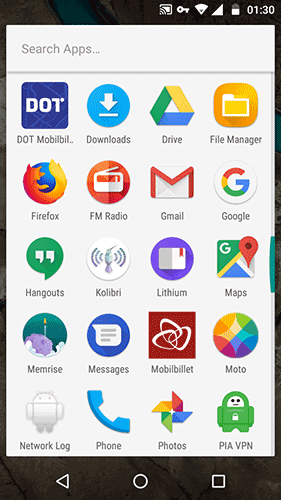 01:30
Search Apps...
DOT
DOT Mobilbil..
Downloads
Drive
File Manager
Firefox
FM Radio
Gmail
Google
Hangouts
Kolibri
Lithium
Maps
Memrise
Messages
Mobilbillet
Moto
Network Log
Phone
Photos
PIA VPN